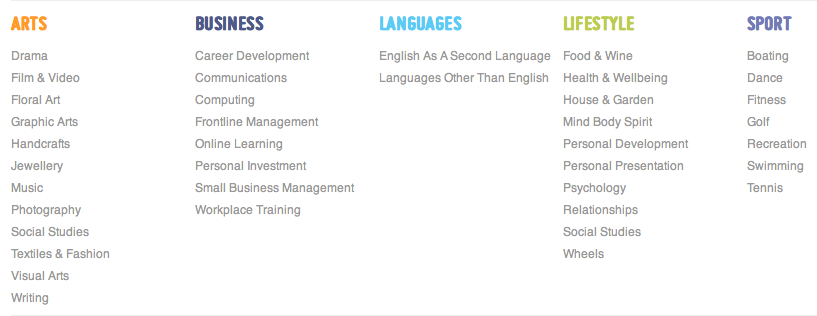 ARTS
Drama
Film & Video
Floral Art
Graphic Arts
Handcrafts
Jewellery
Music
Photography
Social Studies
Textiles & Fashion
Visual Arts
Writing
BUSINESS
Career Development
Communications
Computing
Frontline Management
Online Learning
Personal Investment
Small Business Management
Workplace Training
LANGUAGES
English As A Second Language
Languages Other Than English
LIFESTYLE
Food & Wine
Health & Wellbeing
House & Garden
Mind Body Spirit
Personal Development
Personal Presentation
Psychology
Relationships
Social Studies
Wheels
SPORT
Boating
Dance
Fitness
Golf
Recreation
Swimming
Tennis